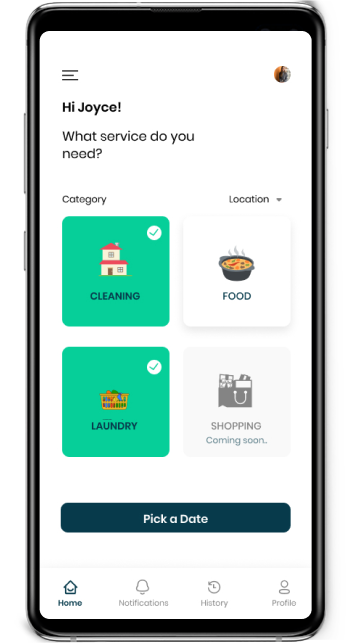 Hi Joyce!
What service do you
need?
Category
Location
CLEANING
FOOD
LAUNDRY
SHOPPING
Coming soon..
Pick a Date
Home
Notifications
History
Profile